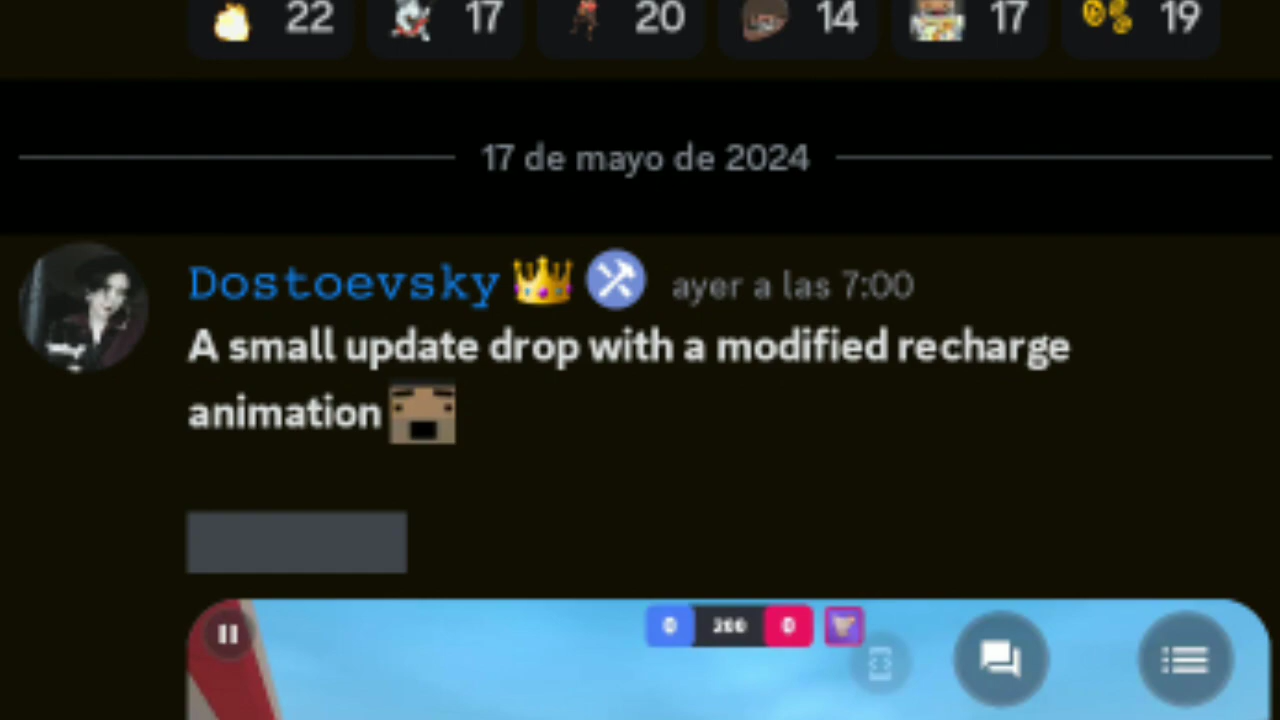 22 17 20 14 17 19
17 de mayo de 2024
Dostoevsky ayer a las 7:00
A small update drop with a modified recharge
animation
0 200 0